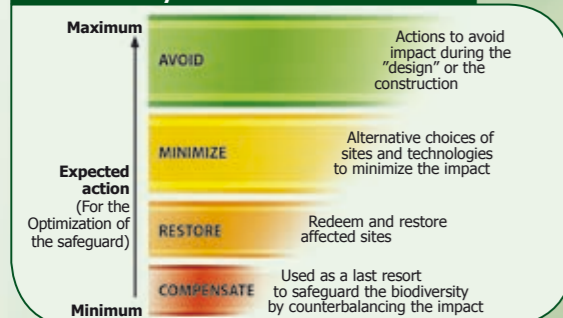 Maximum
AVOID
Actions to avoid
impact during the
"design" or the
construction
MINIMIZE
Alternative choices of
sites and technologies
to minimize the impact
Expected
action
(For the
Optimization of
the safeguard)
RESTORE
Redeem and restore
affected sites
COMPENSATE
Used as a last resort
to safeguard the biodiversity
by counterbalancing the impact
Minimum